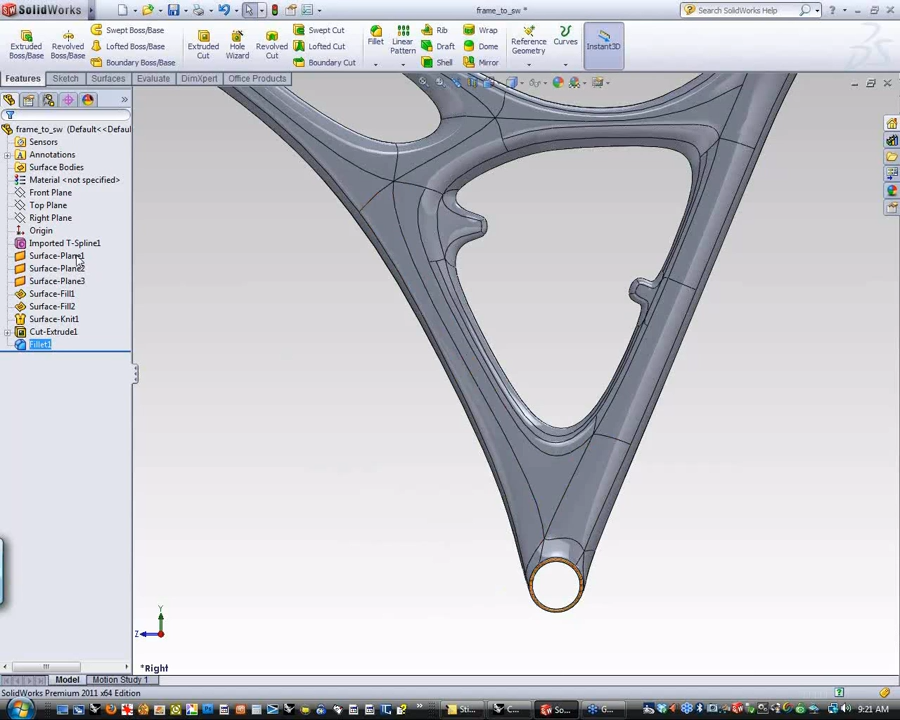 SolidWorks
frame_to_sw *
Search SolidWorks Help
Extruded Boss/Base
Revolved Boss/Base
Swept Boss/Base
Lofted Boss/Base
Boundary Boss/Base
Extruded Cut
Hole Wizard
Revolved Cut
Swept Cut
Lofted Cut
Boundary Cut
Fillet
Linear Pattern
Rib
Draft
Shell
Wrap
Dome
Mirror
Reference Geometry
Curves
Instant3D
Features Sketch Surfaces Evaluate DimXpert Office Products
frame_to_sw (Default<<Defaul
Sensors
Annotations
Surface Bodies
Material <not specified>
Front Plane
Top Plane
Right Plane
Origin
Imported T-Spline1
Surface-Plane1
Surface-Plane2
Surface-Plane3
Surface-Fill1
Surface-Fill2
Surface-Knit1
Cut-Extrude1
Fillet1
Y
Z
*Right
Model Motion Study 1
SolidWorks Premium 2011 x64 Edition
St... C... So... G... 9:21 AM